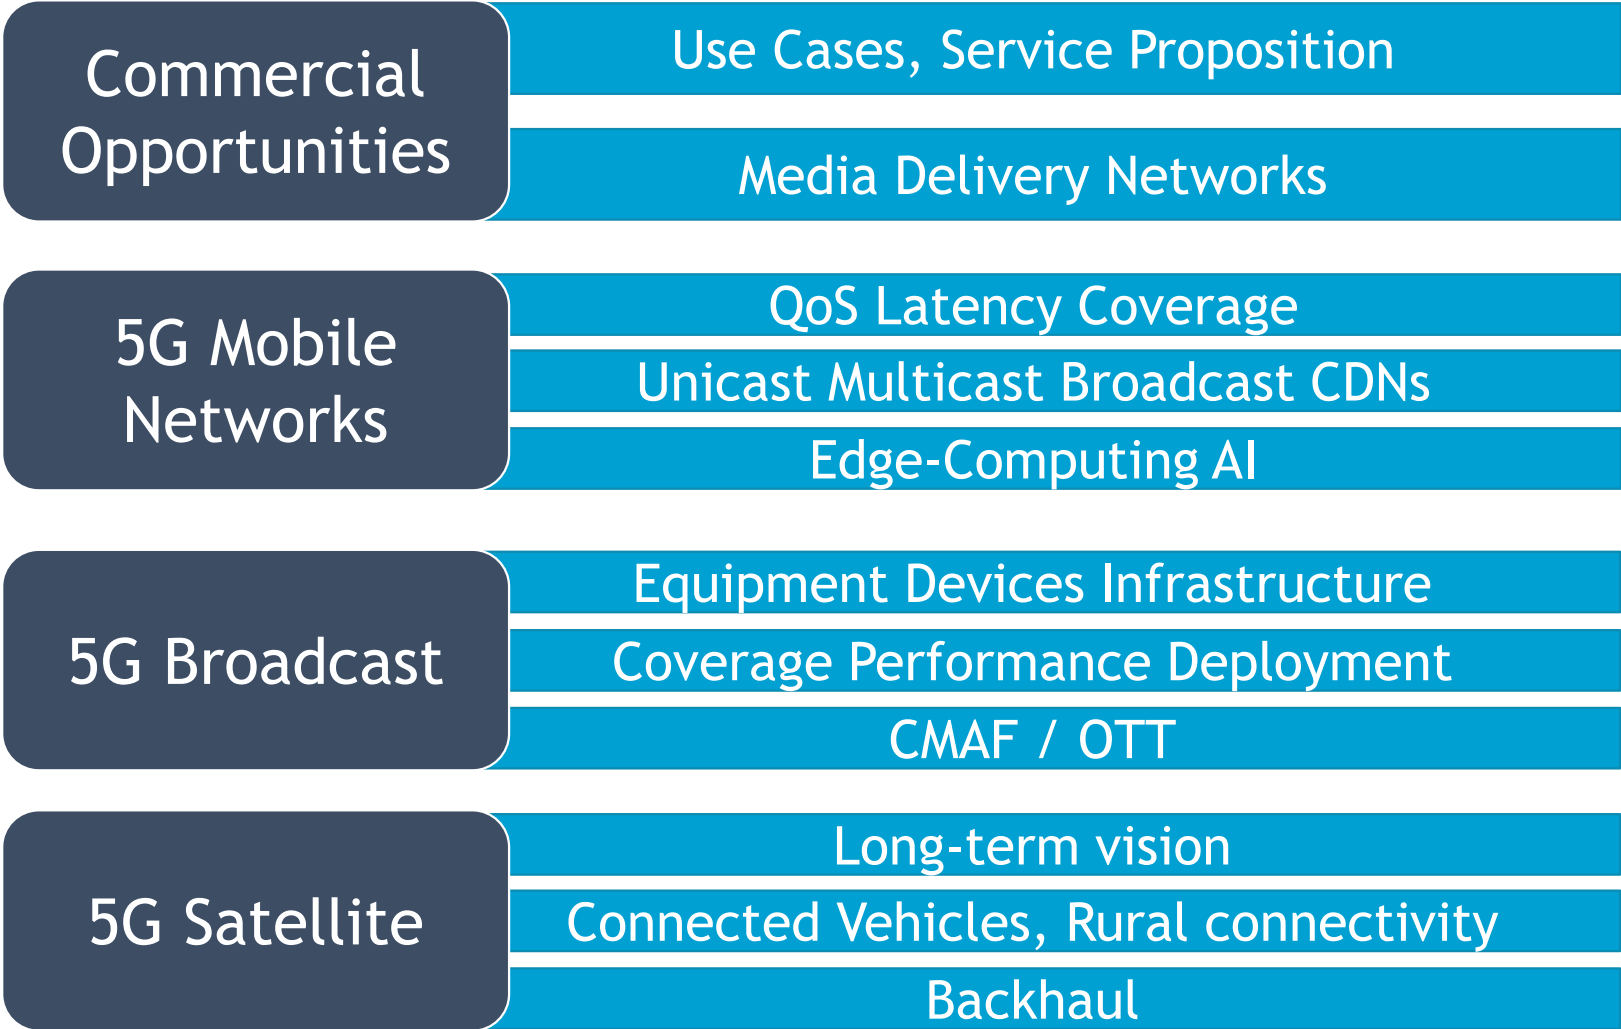 Commercial
Opportunities
Use Cases, Service Proposition
Media Delivery Networks
5G Mobile
Networks
QoS Latency Coverage
Unicast Multicast Broadcast CDNs
Edge-Computing AI
5G Broadcast
Equipment Devices Infrastructure
Coverage Performance Deployment
CMAF / OTT
5G Satellite
Long-term vision
Connected Vehicles, Rural connectivity
Backhaul